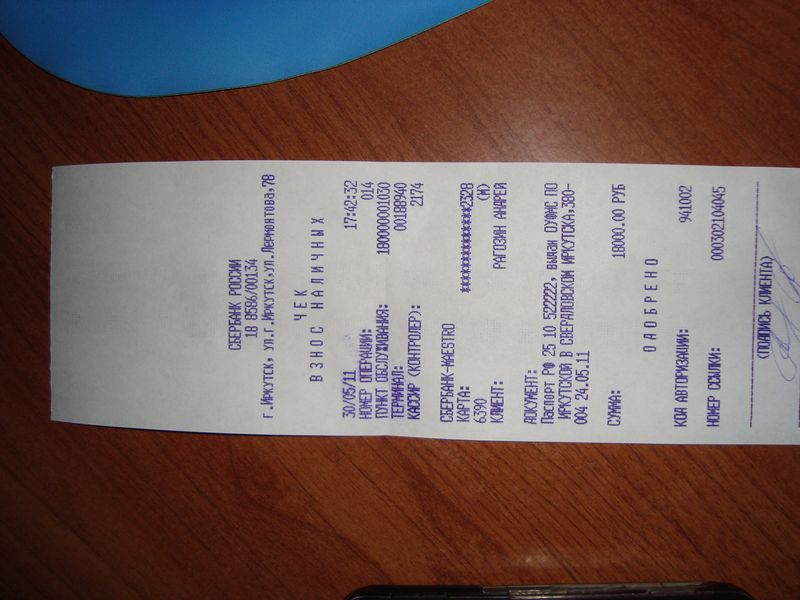 СБЕРБАНК РОССИИ
18 8586/00134
г.Иркутск, ул.г.Иркутск,ул.Лермонтова,78
ЧЕК
ВЗНОС НАЛИЧНЫХ
30/05/11 17:42:32
НОМЕР ОПЕРАЦИИ: 014
ПУНКТ ОБСЛУЖИВАНИЯ: 180000001030
ТЕРМИНАЛ: 00188940
КАССИР (КОНТРОЛЕР): 2174
СБЕРБАНК-MAESTRO
КАРТА: ***************2328
6390 (M)
КЛИЕНТ: РАГОЗИН АНДРЕЙ
ДОКУМЕНТ:
Паспорт РФ 25 10 522222, выдан ОУФМС ПО
ИРКУТСКОЙ В СВЕРДЛОВСКОМ ИРКУТСКА,380-
004 24.05.11
СУММА: 18000.00 РУБ
ОДОБРЕНО
КОД АВТОРИЗАЦИИ: 941002
НОМЕР ССЫЛКИ: 000302104045
(ПОДПИСЬ КЛИЕНТА)